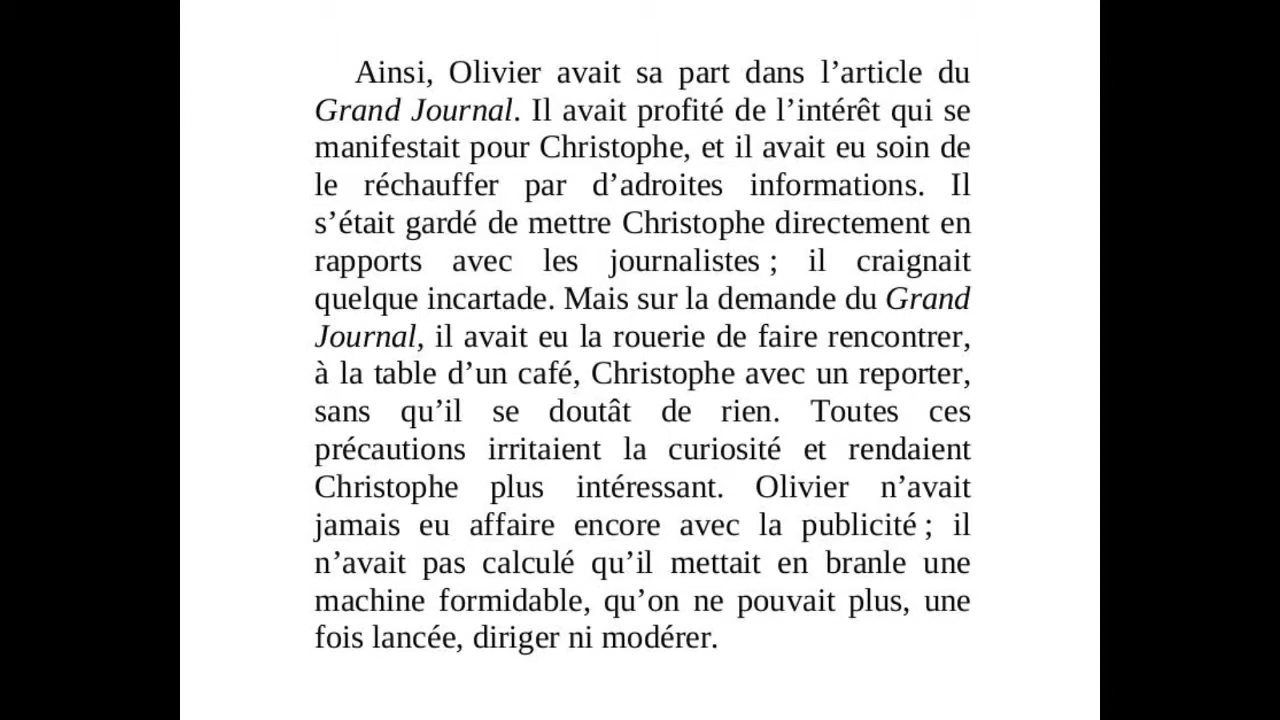 Ainsi, Olivier avait sa part dans l’article du
Grand Journal. Il avait profité de l’intérêt qui se
manifestait pour Christophe, et il avait eu soin de
le réchauffer par d’adroites informations. Il
s’était gardé de mettre Christophe directement en
rapports avec les journalistes ; il craignait
quelque incartade. Mais sur la demande du Grand
Journal, il avait eu la rouerie de faire rencontrer,
à la table d’un café, Christophe avec un reporter,
sans qu’il se doutât de rien. Toutes ces
précautions irritaient la curiosité et rendaient
Christophe plus intéressant. Olivier n’avait
jamais eu affaire encore avec la publicité ; il
n’avait pas calculé qu’il mettait en branle une
machine formidable, qu’on ne pouvait plus, une
fois lancée, diriger ni modérer.